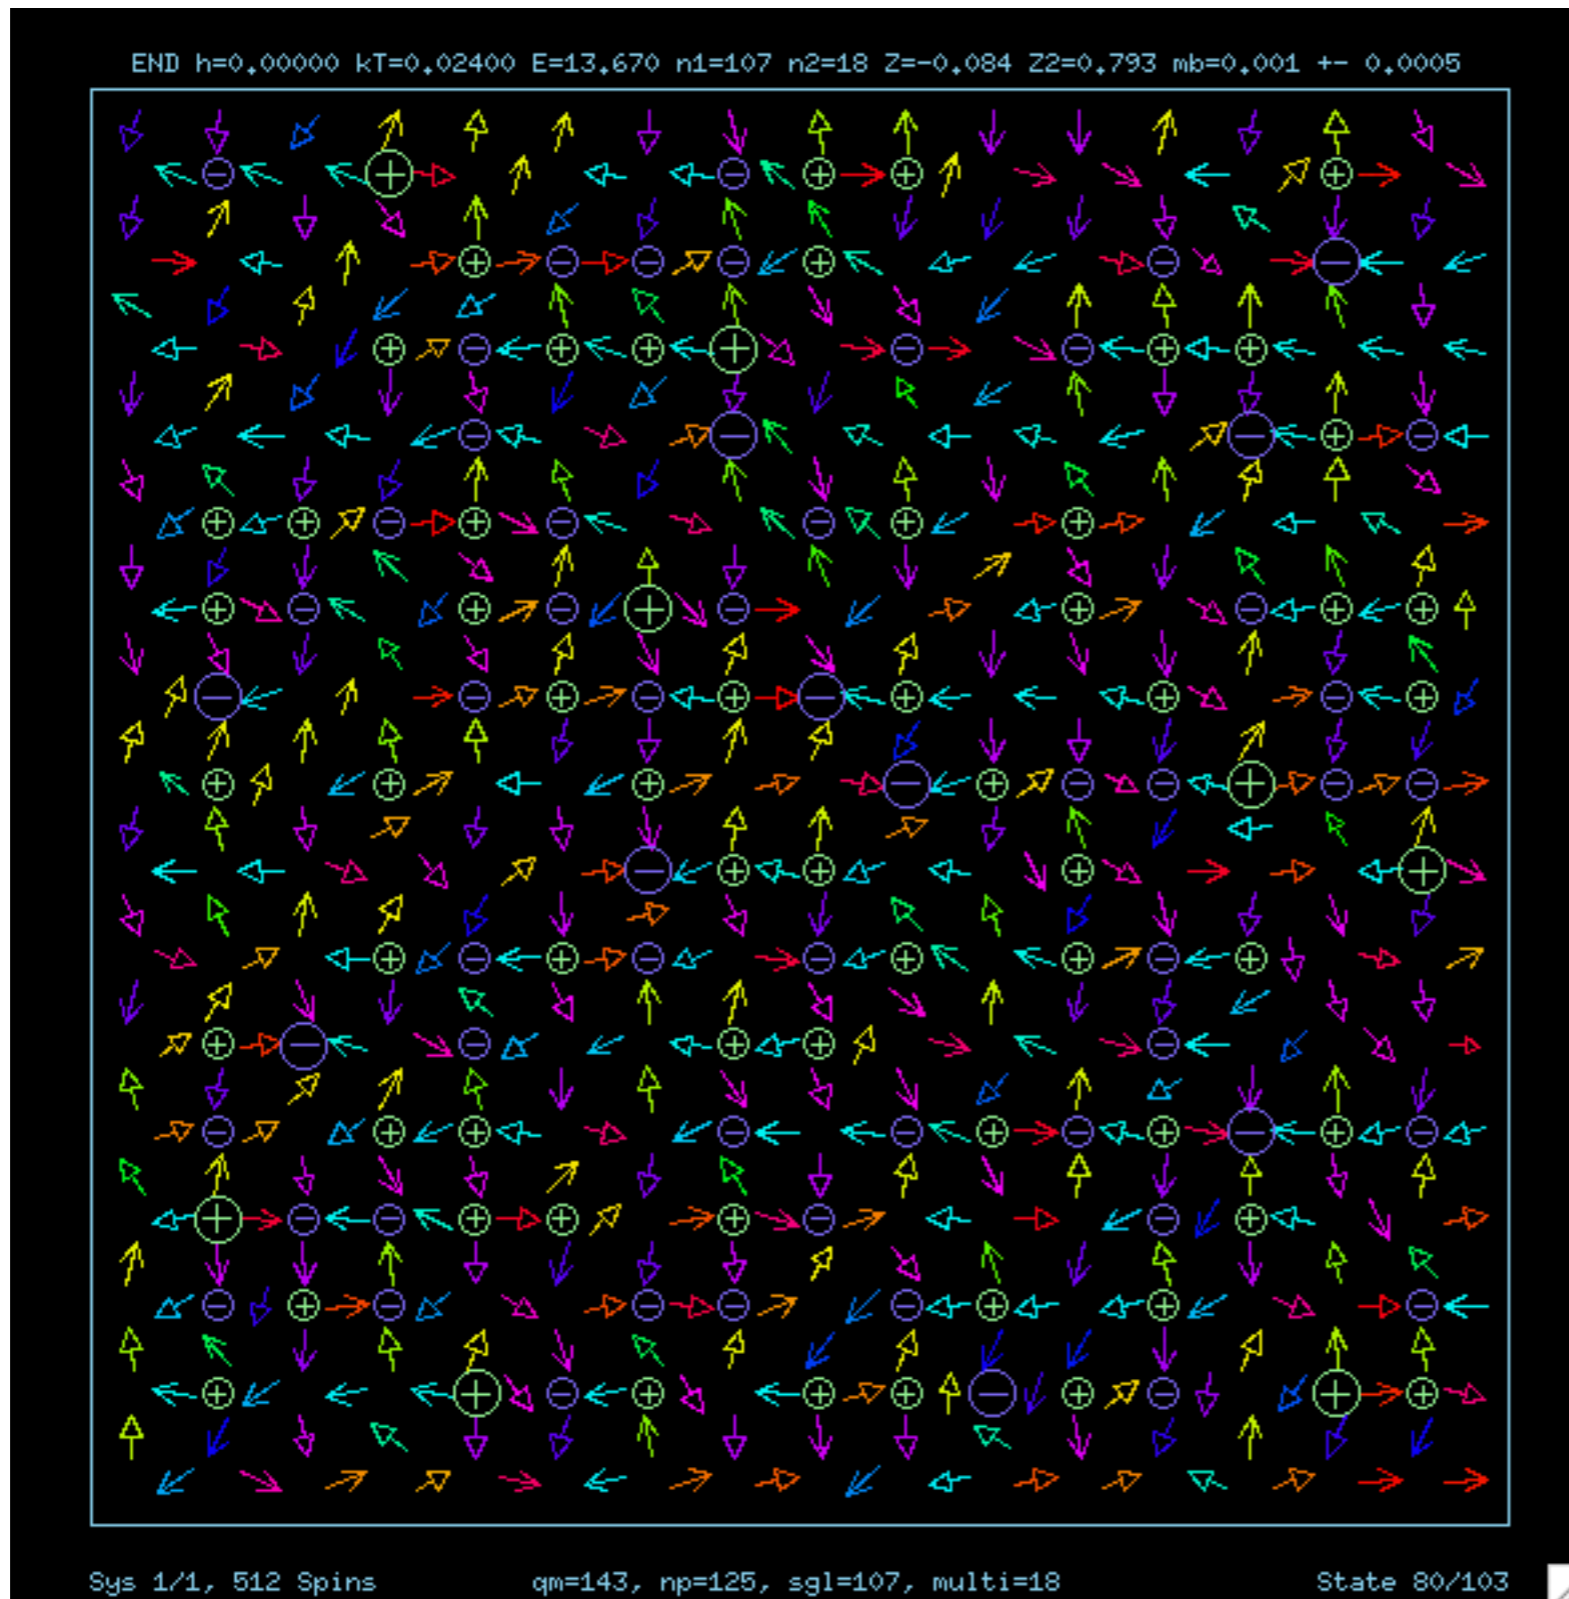 END h=0.00000 kT=0.02400 E=13.670 n1=107 n2=18 Z=-0.084 Z2=0.793 mb=0.001 +- 0.0005
Sys 1/1, 512 Spins qm=143, np=125, sgl=107, multi=18 State 80/103